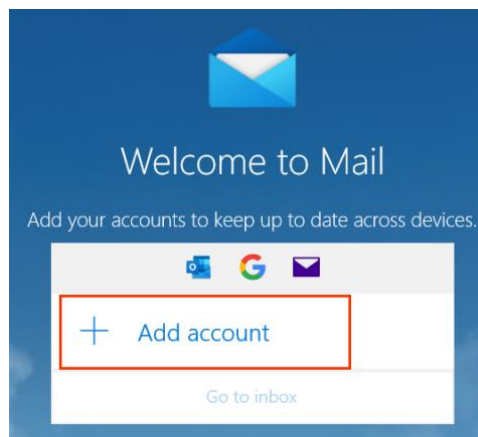 Welcome to Mail
Add your accounts to keep up to date across devices.
Add account
Go to inbox